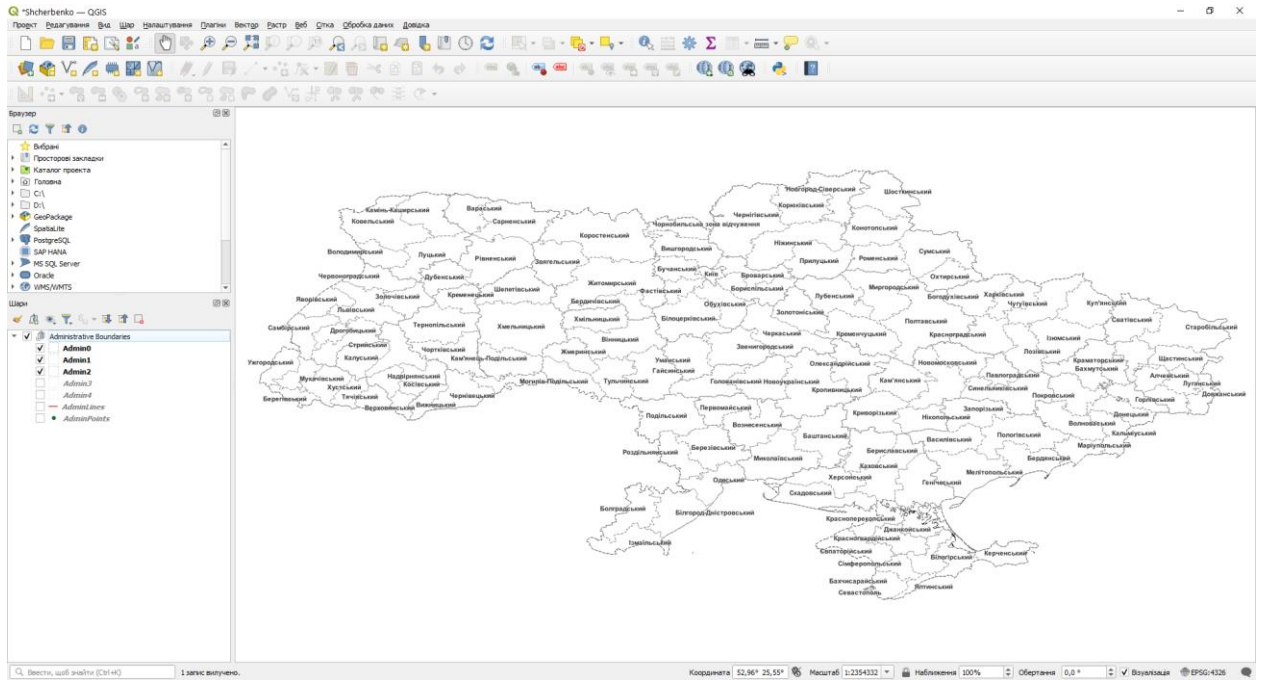 *Shcherbenko — QGIS
Проєкт Редагування Вид Шар Налаштування Плагіни Вектор Растр Веб Сітка Обробка даних Довідка
Браузер
Вибрані
Просторові закладки
Каталог проекта
Головна
C:\
D:\
GeoPackage
SpatiaLite
PostgreSQL
SAP HANA
MS SQL Server
Oracle
WMS/WMTS
Шари
Administrative Boundaries
Admin0
Admin1
Admin2
Admin3
Admin4
AdminLines
AdminPoints
Новгород-Сіверський Шосткинський
Камінь-Каширський Вараський Корюківський
Ковельський Сарненський Чернігівський
Чорнобильська зона відчуження Конотопський
Коростенський
Ніжинський
Володимирський Луцький Рівненський Звягельський Вишгородський Прилуцький Роменський Сумський
Червоноградський Дубенський Бучанський Київ Броварський Охтирський
Шепетівський Житомирський Фастівський Бориспільський Миргородський
Яворівський Золочівський Кременецький Бердичівський Обухівський Лубенський Богодухівський Харківський Чугуївський Куп'янський
Львівський Хмільницький Білоцерківський Золотоніський Полтавський Сватівський
Самбірський Дрогобицький Тернопільський Хмельницький Черкаський Кременчуцький Красноградський Ізюмський Старобільський
Стрийський Вінницький Звенигородський
Чортківський Жмеринський Лозівський
Ужгородський Калуський Кам'янець-Подільський Уманський Олександрійський Новомосковський Краматорський Щастинський
Гайсинський Бахмутський
Мукачівський Надвірнянський Могилів-Подільський Тульчинський Голованівський Новоукраїнський Кам'янський Павлоградський Алчевський
Хустський Косівський Кропивницький Синельниківський Луганський
Берегівський Тячівський Чернівецький Покровський Горлівський Довжанський
Верховинський Вижницький Первомайський Криворізький Запорізький Донецький
Подільський Вознесенський Нікопольський Волноваський
Баштанський Василівський Пологівський Кальміуський
Роздільнянський Березівський Миколаївський Бериславський Маріупольський
Каховський Бердянський
Одеський Херсонський Генічеський Мелітопольський
Скадовський
Болградський Білгород-Дністровський
Красноперекопський
Джанкойський
Ізмаїльський Красногвардійський
Євпаторійський Білогірський Керченський
Сімферопольський
Бахчисарайський Ялтинський
Севастополь
Ввести, щоб знайти (Ctrl+K) 1 запис вилучено. Координата 52,96° 25,55° Масштаб 1:2354332 Наближення 100% Обертання 0,0 ° Візуалізація EPSG:4326